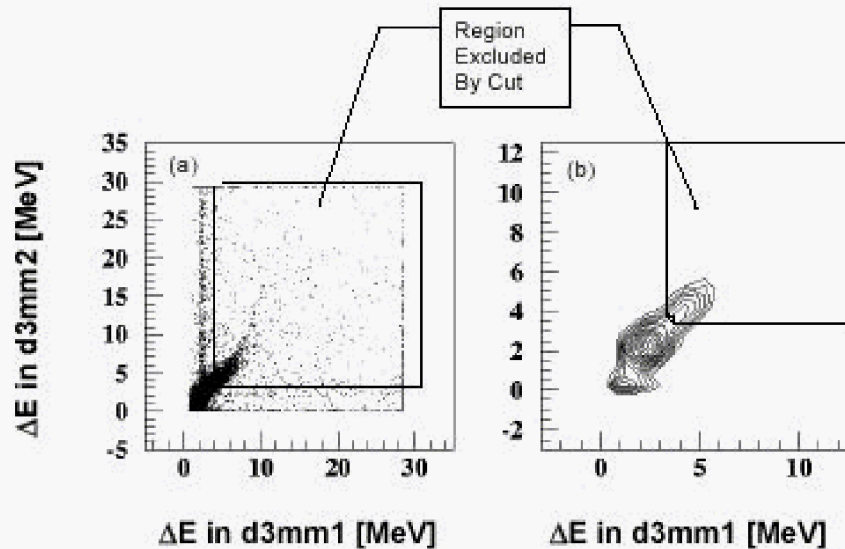 Region
Excluded
By Cut
ΔE in d3mm2 [MeV]
(a)
35
30
25
20
15
10
5
0
-5
0 10 20 30
ΔE in d3mm1 [MeV]
(b)
12
10
8
6
4
2
0
-2
0 5 10
ΔE in d3mm1 [MeV]